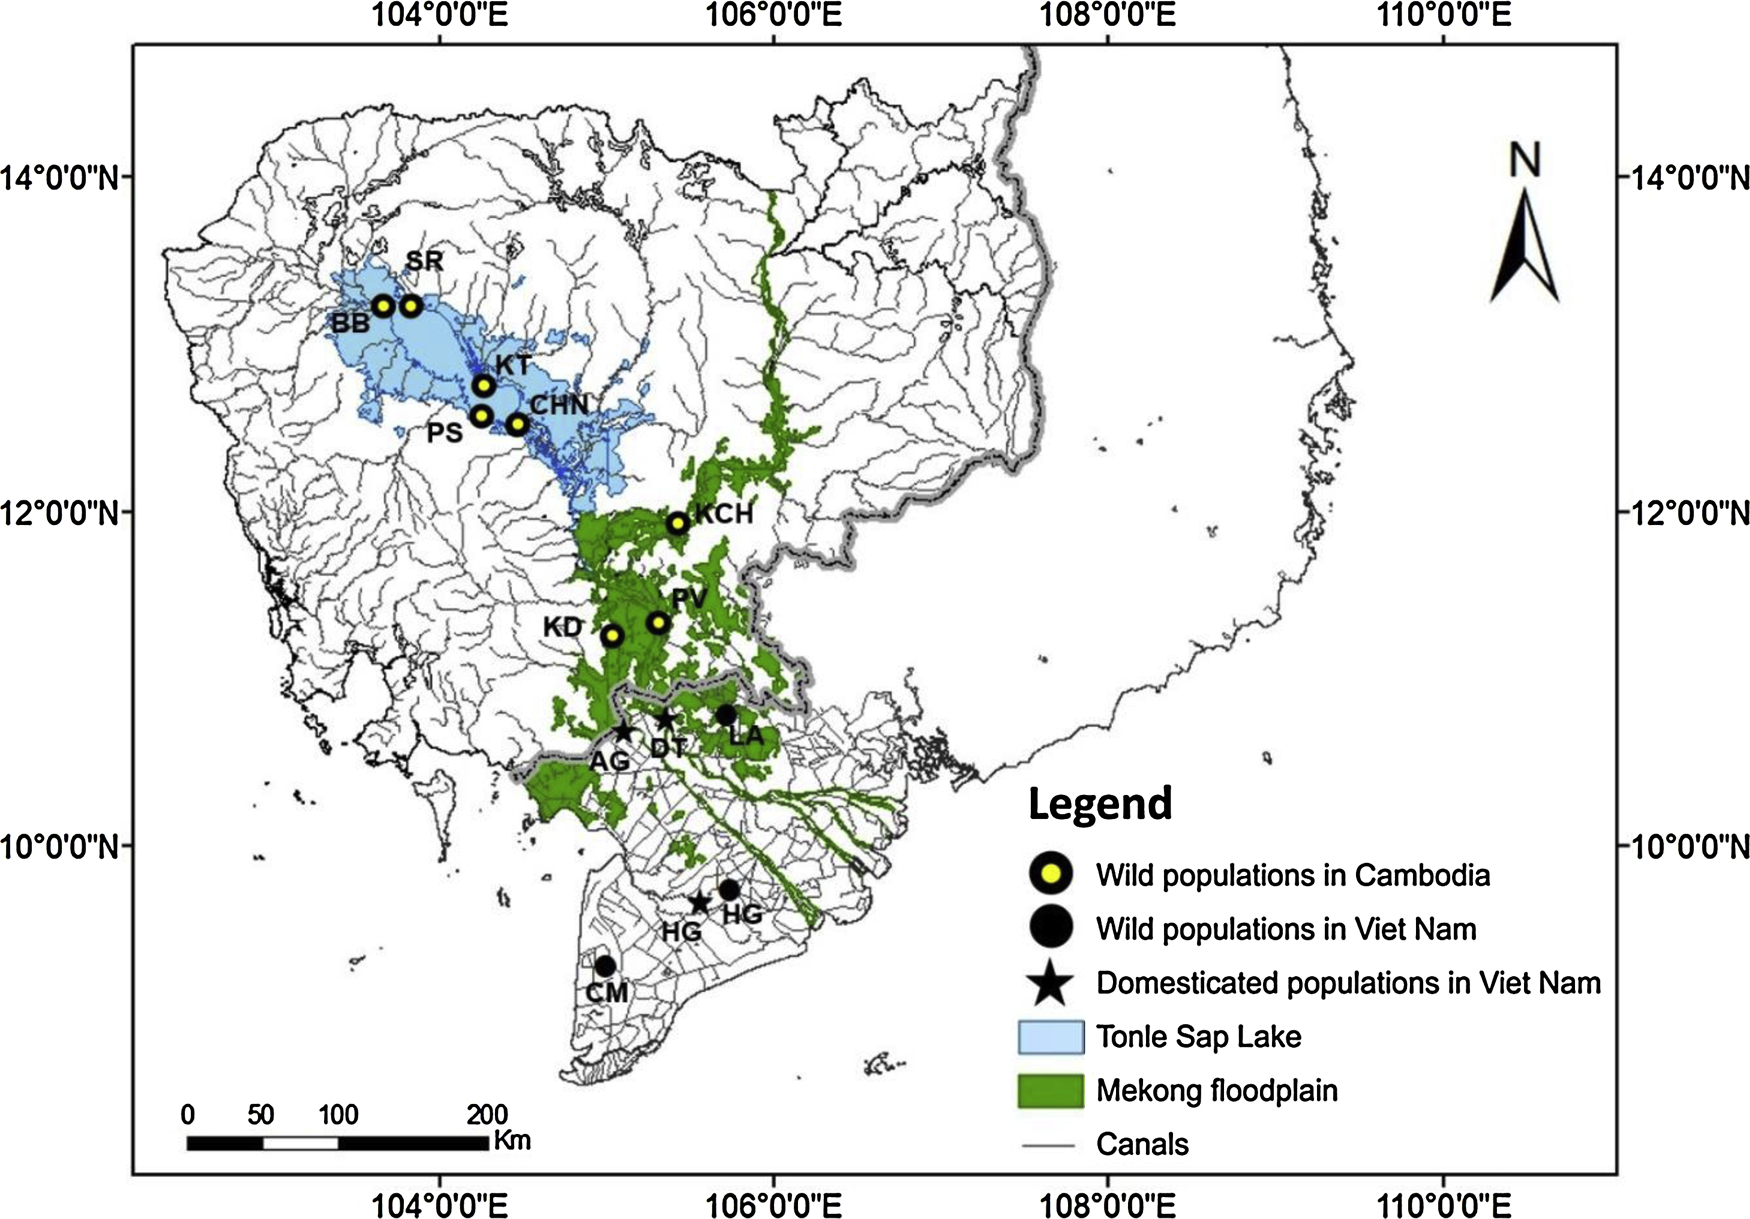 104°0'0"E 106°0'0"E 108°0'0"E 110°0'0"E
14°0'0"N 14°0'0"N
N
SR
BB
KT
CHN
PS
12°0'0"N 12°0'0"N
KCH
PV
KD
LA
DT
AG
10°0'0"N 10°0'0"N
HG
HG
CM
Legend
Wild populations in Cambodia
Wild populations in Viet Nam
Domesticated populations in Viet Nam
Tonle Sap Lake
Mekong floodplain
Canals
0 50 100 200
Km
104°0'0"E 106°0'0"E 108°0'0"E 110°0'0"E